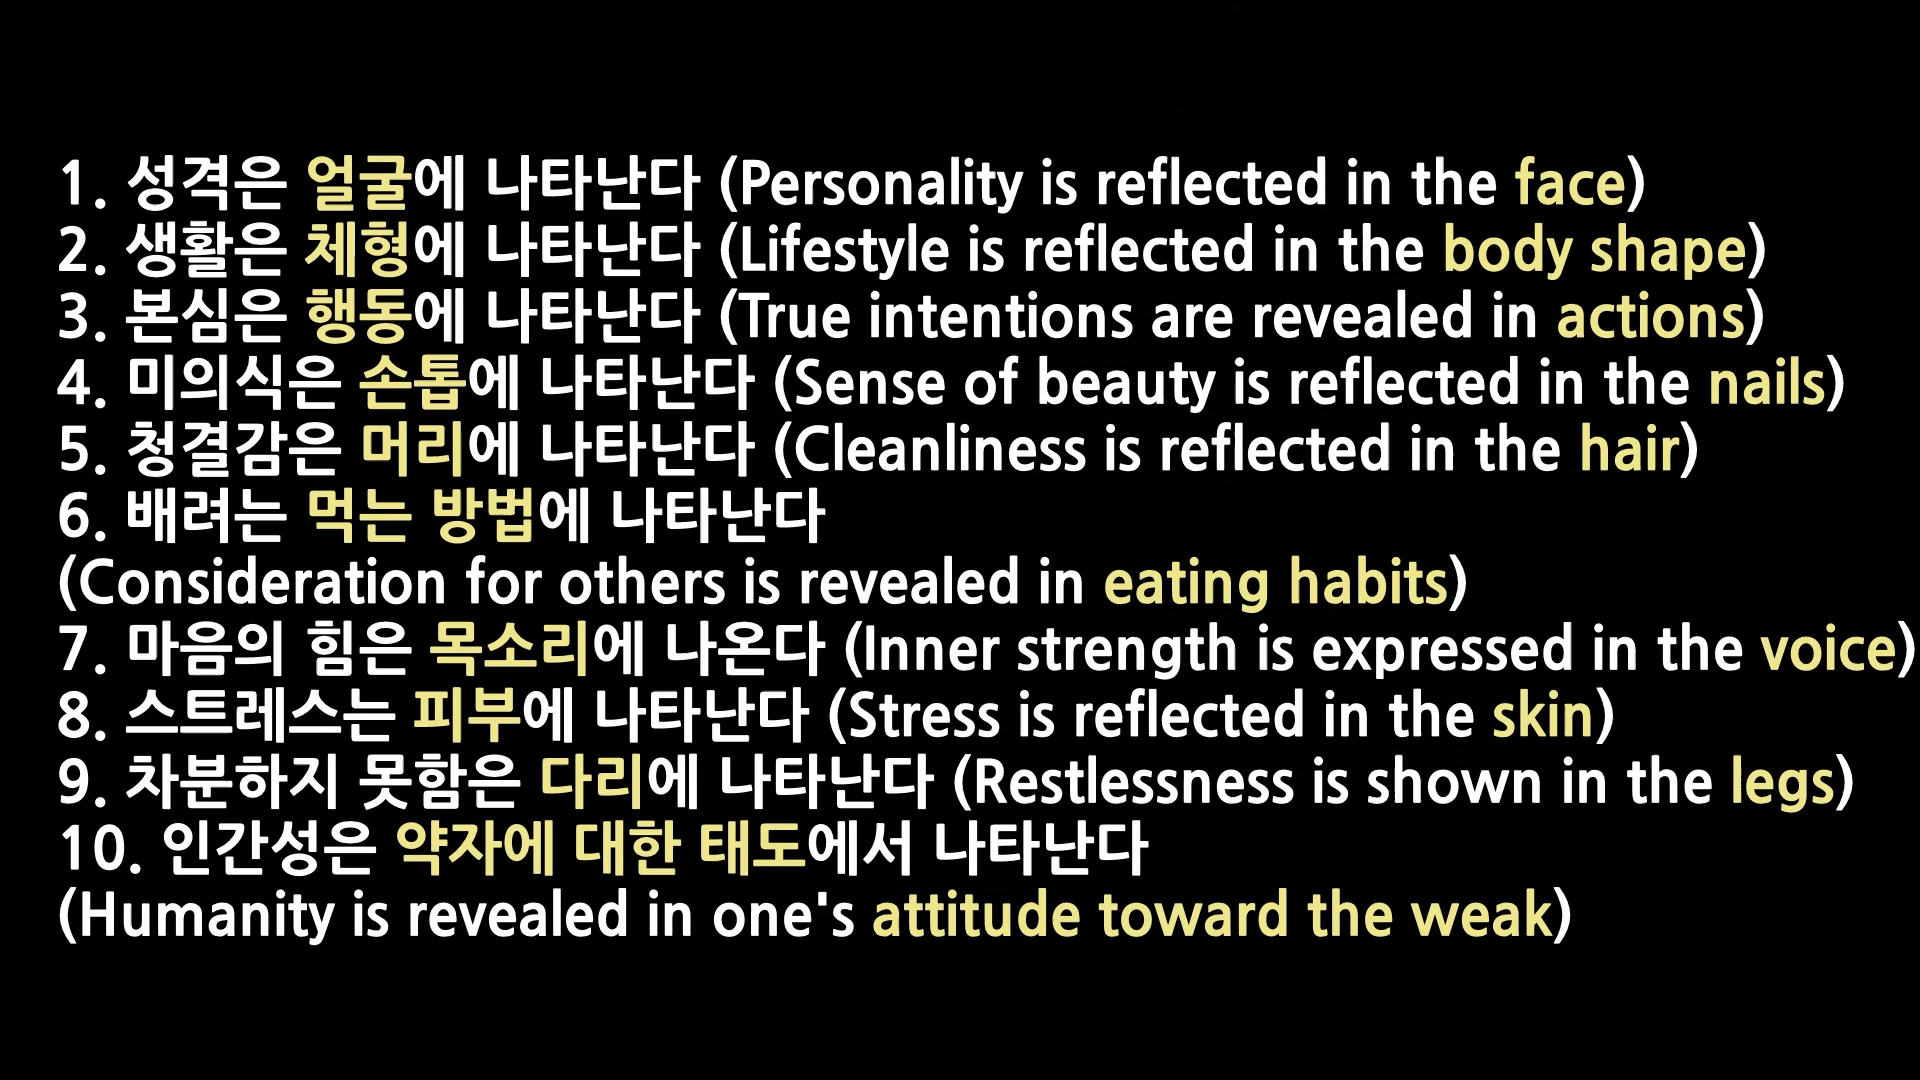 1. 성격은 얼굴에 나타난다 (Personality is reflected in the face)
2. 생활은 체형에 나타난다 (Lifestyle is reflected in the body shape)
3. 본심은 행동에 나타난다 (True intentions are revealed in actions)
4. 미의식은 손톱에 나타난다 (Sense of beauty is reflected in the nails)
5. 청결감은 머리에 나타난다 (Cleanliness is reflected in the hair)
6. 배려는 먹는 방법에 나타난다
(Consideration for others is revealed in eating habits)
7. 마음의 힘은 목소리에 나온다 (Inner strength is expressed in the voice)
8. 스트레스는 피부에 나타난다 (Stress is reflected in the skin)
9. 차분하지 못함은 다리에 나타난다 (Restlessness is shown in the legs)
10. 인간성은 약자에 대한 태도에서 나타난다
(Humanity is revealed in one's attitude toward the weak)